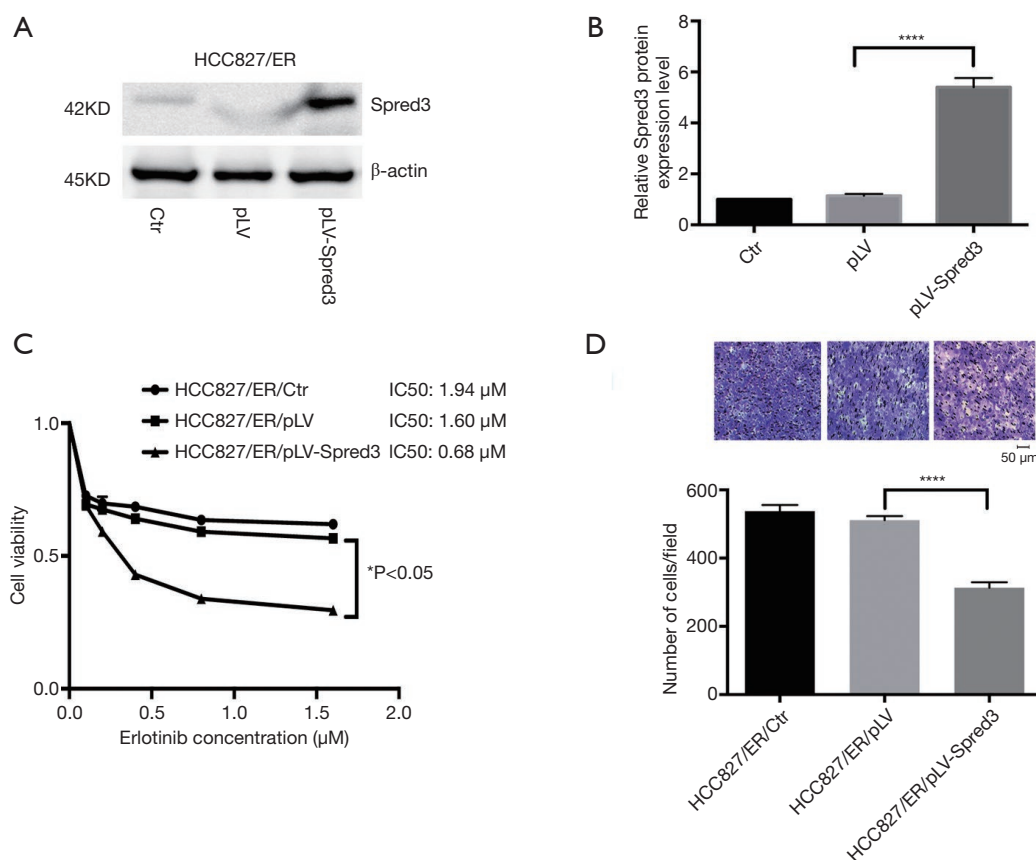 A
HCC827/ER
42KD
Spred3
45KD
β-actin
Ctr
pLV
pLV-Spred3
B
****
Relative Spred3 protein
expression level
8
6
4
2
0
Ctr
pLV
pLV-Spred3
C
HCC827/ER/Ctr IC50: 1.94 μM
HCC827/ER/pLV IC50: 1.60 μM
HCC827/ER/pLV-Spred3 IC50: 0.68 μM
Cell viability
1.0
0.5
0.0
*P<0.05
0.0 0.5 1.0 1.5 2.0
Erlotinib concentration (μM)
D
50 μm
****
Number of cells/field
600
400
200
0
HCC827/ER/Ctr
HCC827/ER/pLV
HCC827/ER/pLV-Spred3